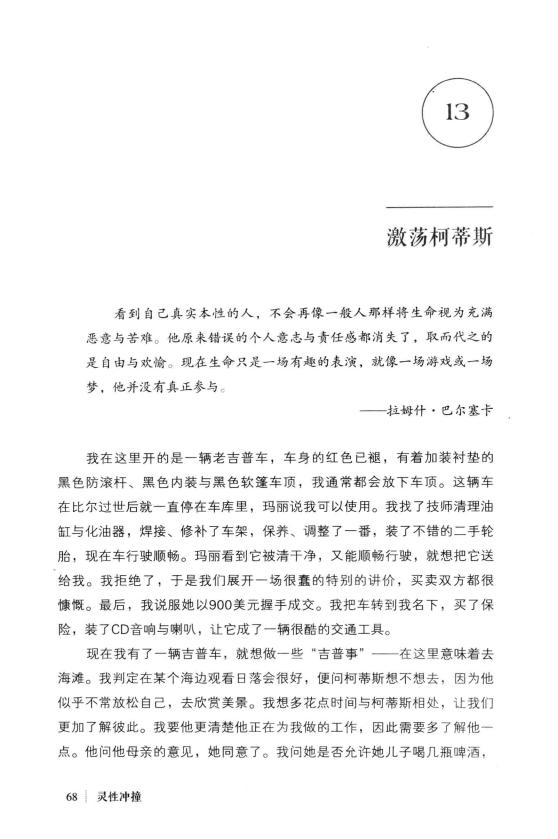 13
激荡柯蒂斯
看到自己真实本性的人，不会再像一般人那样将生命视为充满
恶意与苦难。他原来错误的个人意志与责任感都消失了，取而代之的
是自由与欢愉。现在生命只是一场有趣的表演，就像一场游戏或一场
梦，他并没有真正参与。
——拉姆什·巴尔塞卡
我在这里开的是一辆老吉普车，车身的红色已褪，有着加装衬垫的
黑色防滚杆、黑色内装与黑色软篷车顶，我通常都会放下车顶。这辆车
在比尔过世后就一直停在车库里，玛丽说我可以使用。我找了技师清理油
缸与化油器，焊接、修补了车架，保养、调整了一番，装了不错的二手轮
胎，现在车行驶顺畅。玛丽看到它被清干净，又能顺畅行驶，就想把它送
给我。我拒绝了，于是我们展开一场很蠢的特别的讲价，买卖双方都很
慷慨。最后，我说服她以900美元握手成交。我把车转到我名下，买了保
险，装了CD音响与喇叭，让它成了一辆很酷的交通工具。
现在我有了一辆吉普车，就想做一些“吉普事”——在这里意味着去
海滩。我判定在某个海边观看日落会很好，便问柯蒂斯想不想去，因为他
似乎不常放松自己，去欣赏美景。我想多花点时间与柯蒂斯相处，让我们
更加了解彼此。我要他更清楚他正在为我做的工作，因此需要多了解他一
点。他问他母亲的意见，她同意了。我问她是否允许她儿子喝几瓶啤酒，
68 灵性冲撞